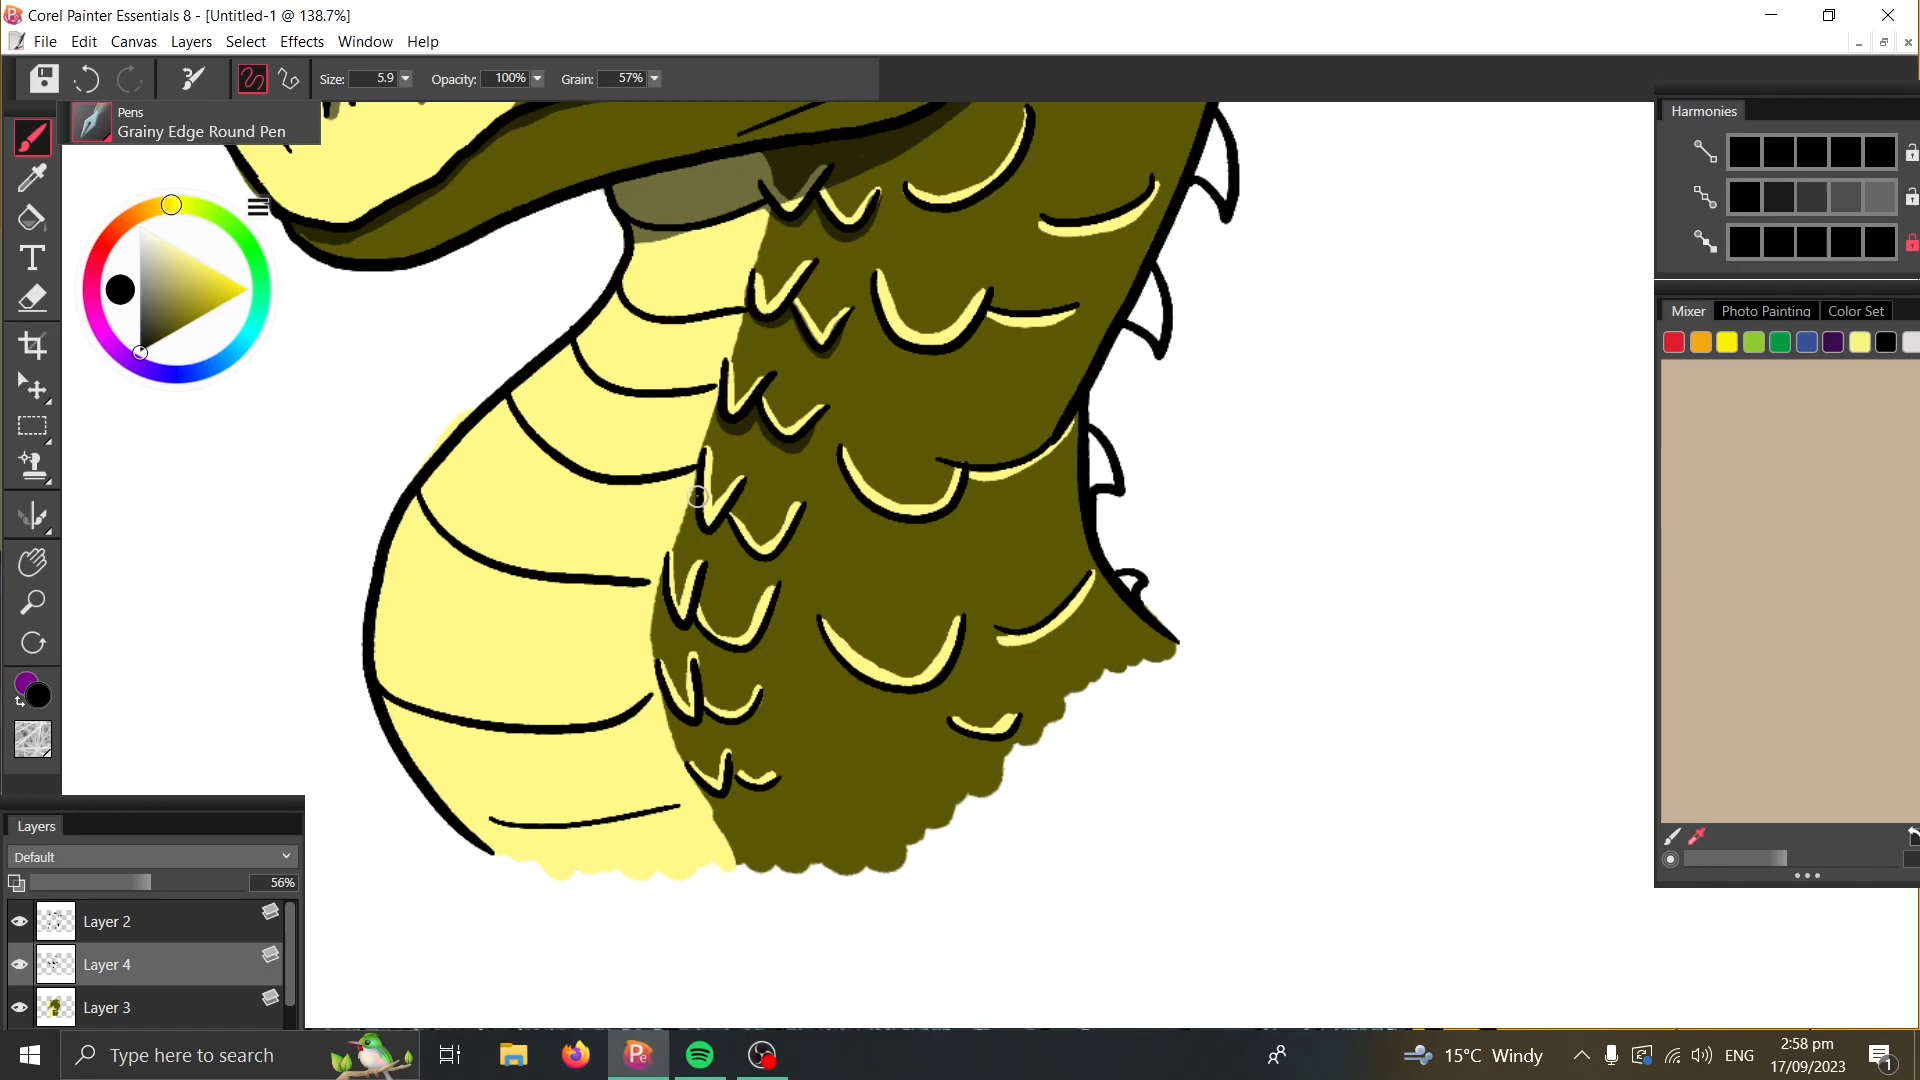 Corel Painter Essentials 8 - [Untitled-1 @ 138.7%]
File Edit Canvas Layers Select Effects Window Help
Size: 5.9 Opacity: 100% Grain: 57%
Pens
Grainy Edge Round Pen
Harmonies
Mixer Photo Painting Color Set
Layers
Default
56%
Layer 2
Layer 4
Layer 3
Type here to search
15°C Windy
ENG
2:58 pm
17/09/2023
1